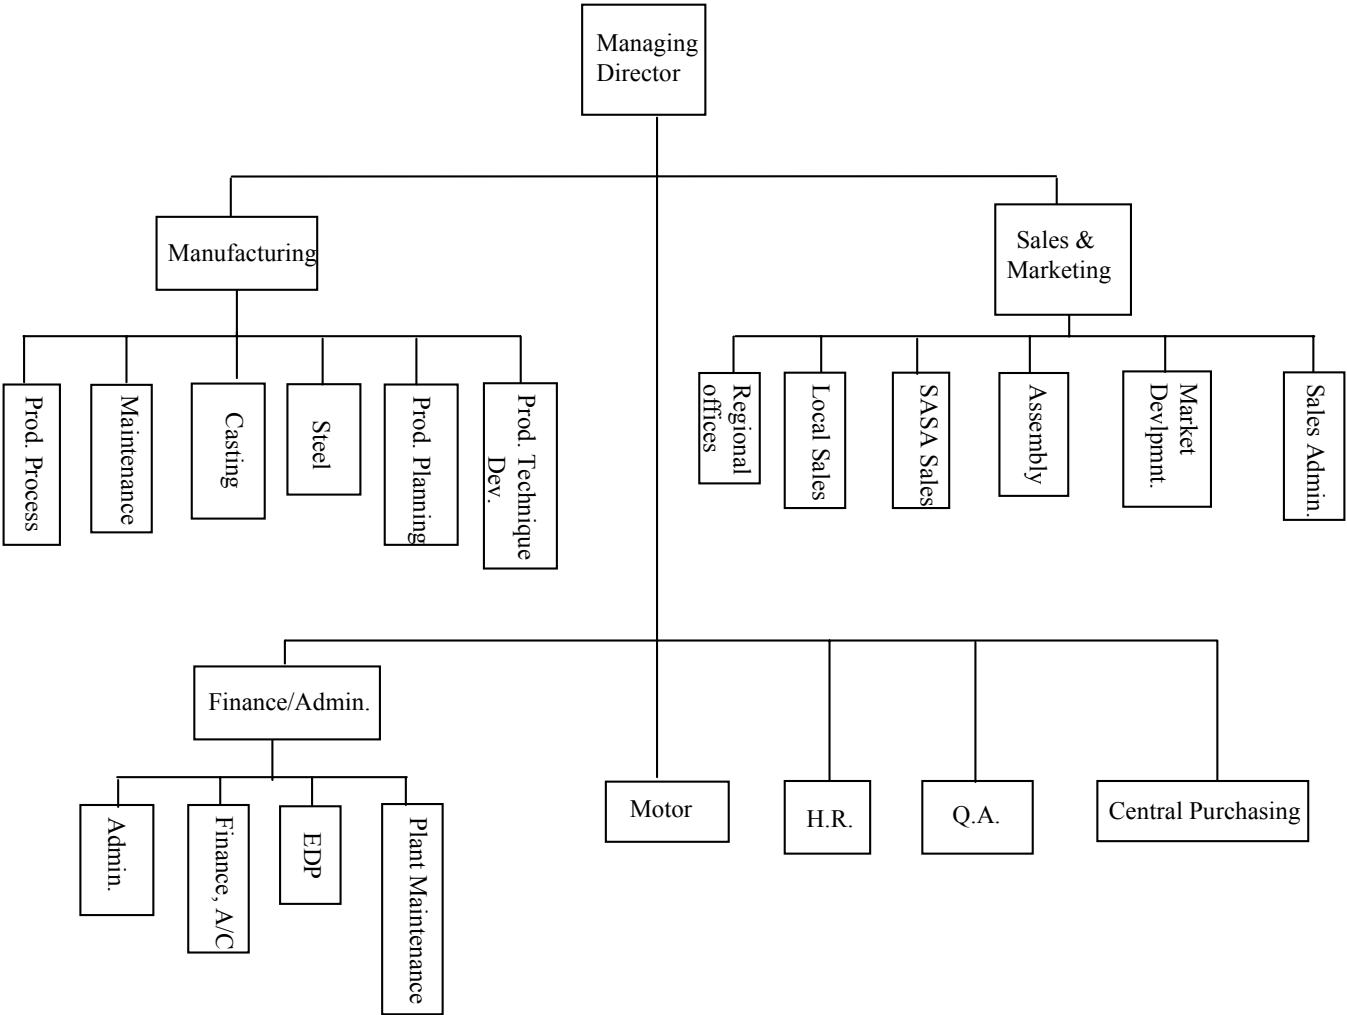 Managing
Director
Manufacturing
Sales &
Marketing
Prod. Process
Maintenance
Casting
Steel
Prod. Planning
Prod. Technique
Dev.
Regional
offices
Local Sales
SASA Sales
Assembly
Market
Devlpmnt.
Sales Admin.
Finance/Admin.
Motor
H.R.
Q.A.
Central Purchasing
Admin.
Finance, A/C
EDP
Plant Maintenance